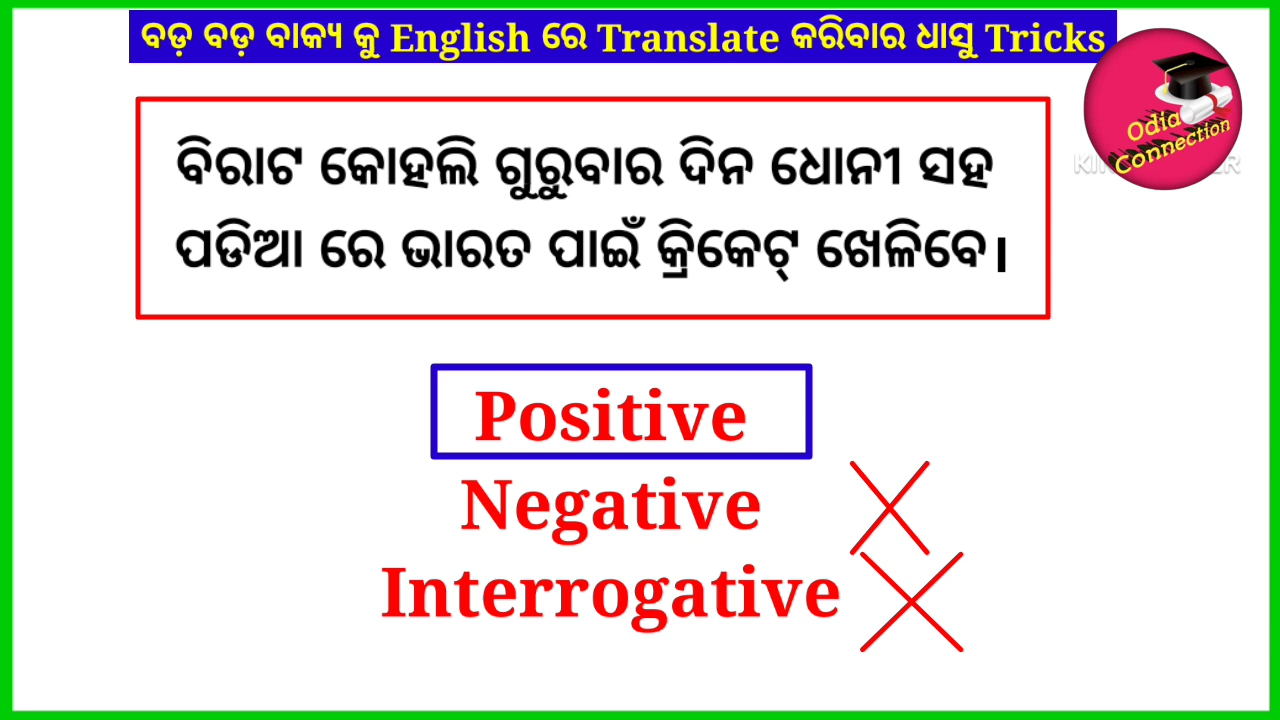 ବଡ଼ ବଡ଼ ବାକ୍ୟ କୁ English ରେ Translate କରିବାର ଧାସୁ Tricks
Odia
Connection
ବିରାଟ କୋହଲି ଗୁରୁବାର ଦିନ ଧୋନୀ ସହ
ପଡିଆ ରେ ଭାରତ ପାଇଁ କ୍ରିକେଟ୍ ଖେଳିବେ।
Positive
Negative
Interrogative